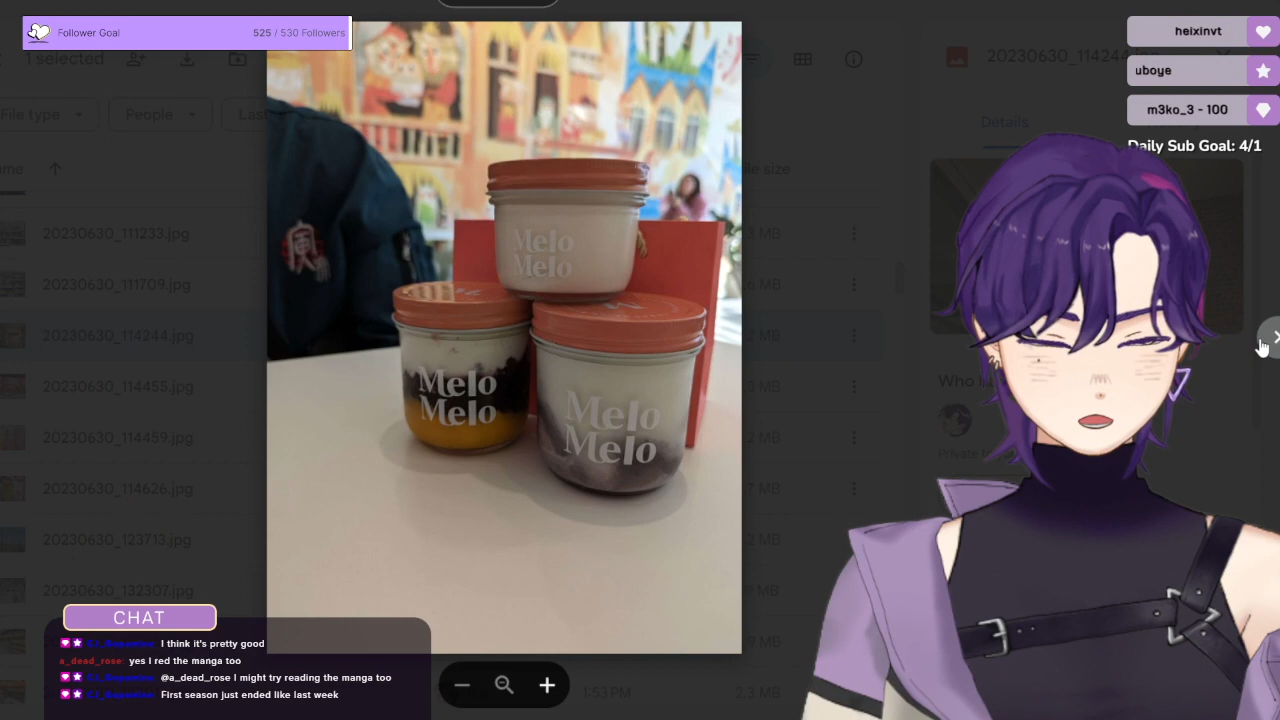 Follower Goal
525 / 530 Followers
1 selected
File type
People
20230630_111233.jpg
20230630_111709.jpg
20230630_114244.jpg
20230630_114455.jpg
20230630_114459.jpg
20230630_114626.jpg
20230630_123713.jpg
20230630_132307.jpg
Melo
Melo
Melo
Melo
Melo
Melo
heixinvt
uboye
m3ko_3 - 100
Daily Sub Goal: 4/1
20230630_114244
Details
file size
1:53 PM
2.3 MB
CHAT
I think it's pretty good
a_dead_rose: yes i red the manga too
@a_dead_rose I might try reading the manga too
First season just ended like last week